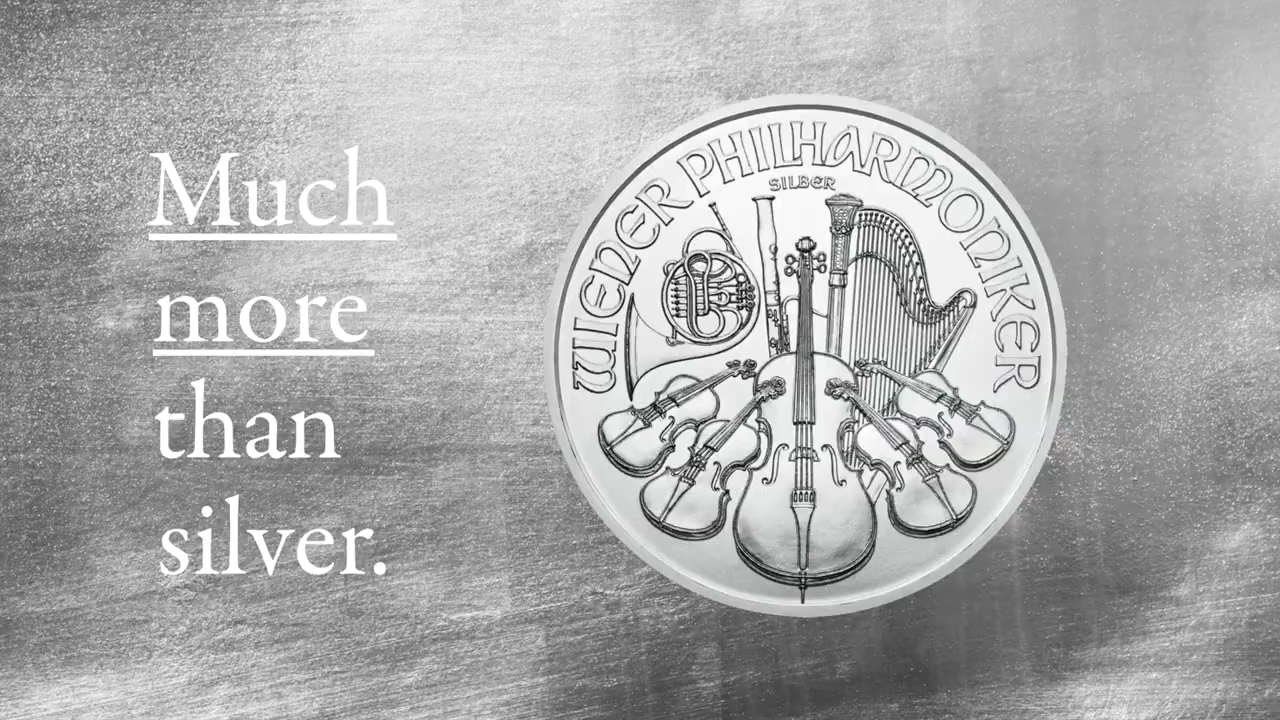 Much
more
than
silver.
WIENER PHILHARMONIKER
SILBER